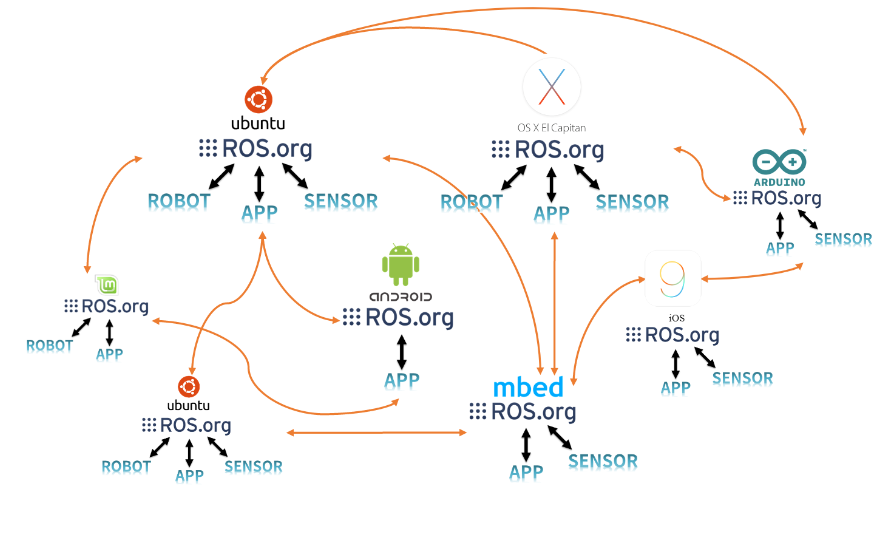 ubuntu
ROS.org
ROBOT
APP
SENSOR
OS X El Capitan
ROS.org
ROBOT
APP
SENSOR
ARDUINO
ROS.org
APP
SENSOR
ROS.org
ROBOT
APP
ANDROID
ROS.org
APP
9
iOS
ROS.org
APP
SENSOR
ubuntu
ROS.org
ROBOT
APP
SENSOR
mbed
ROS.org
APP
SENSOR